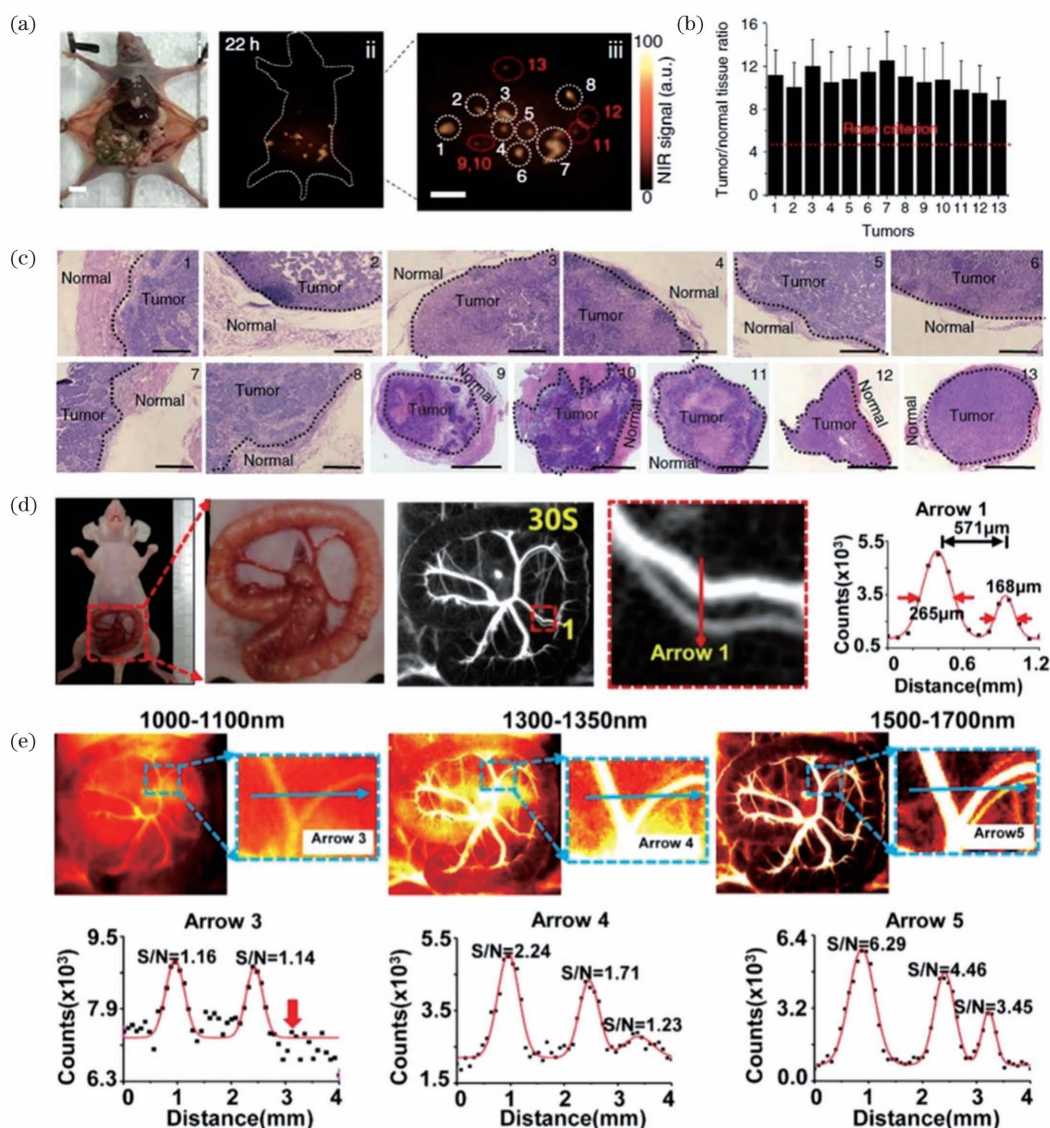 (a)
22 h
ii
iii
13
8
3
2
5
12
1
4
11
9,10
6
7
100
NIR signal (a.u.)
0
(b)
Tumor/normal tissue ratio
16
12
8
4
0
Rose criterion
1 2 3 4 5 6 7 8 9 10 11 12 13
Tumors
(c)
Normal
Tumor
1
Tumor
Normal
2
Normal
Tumor
3
Tumor
Normal
4
Tumor
Normal
5
Tumor
Normal
6
Tumor
Normal
7
Tumor
Normal
8
Tumor
Normal
9
Tumor
Normal
10
Tumor
Normal
11
Tumor
Normal
12
Normal
Tumor
13
(d)
30S
1
Arrow 1
Arrow 1
571μm
168μm
265μm
Counts(x10³)
5.5
3.5
0.5
0 0.6 1.2
Distance(mm)
(e)
1000-1100nm
1300-1350nm
1500-1700nm
Arrow 3
Arrow 4
Arrow5
Arrow 3
S/N=1.16
S/N=1.14
Counts(x10³)
9.5
7.9
6.3
0 1 2 3 4
Distance(mm)
Arrow 4
S/N=2.24
S/N=1.71
S/N=1.23
Counts(x10³)
5.5
3.5
1.5
0 1 2 3 4
Distance(mm)
Arrow 5
S/N=6.29
S/N=4.46
S/N=3.45
Counts(x10³)
6.4
3.2
0.0
0 1 2 3 4
Distance(mm)